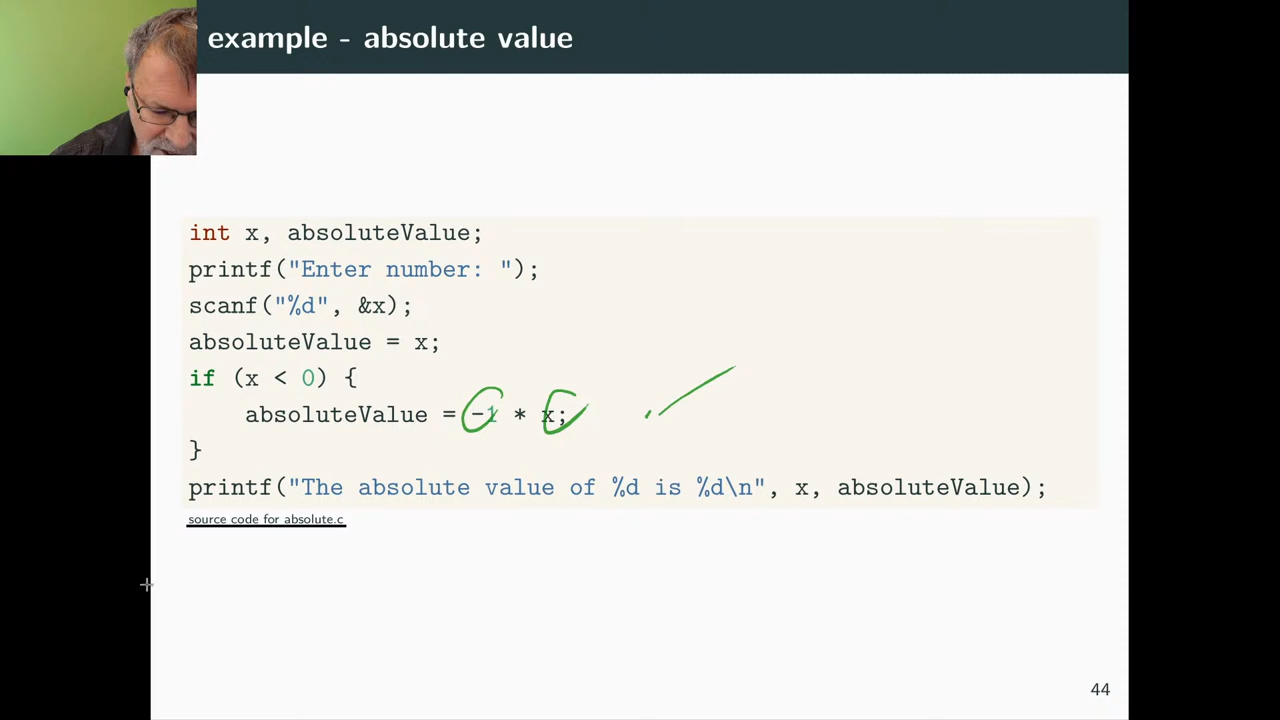 example - absolute value
int x, absoluteValue;
printf("Enter number: ");
scanf("%d", &x);
absoluteValue = x;
if (x < 0) {
    absoluteValue = -1 * x;
}
printf("The absolute value of %d is %d\n", x, absoluteValue);
source code for absolute.c
44